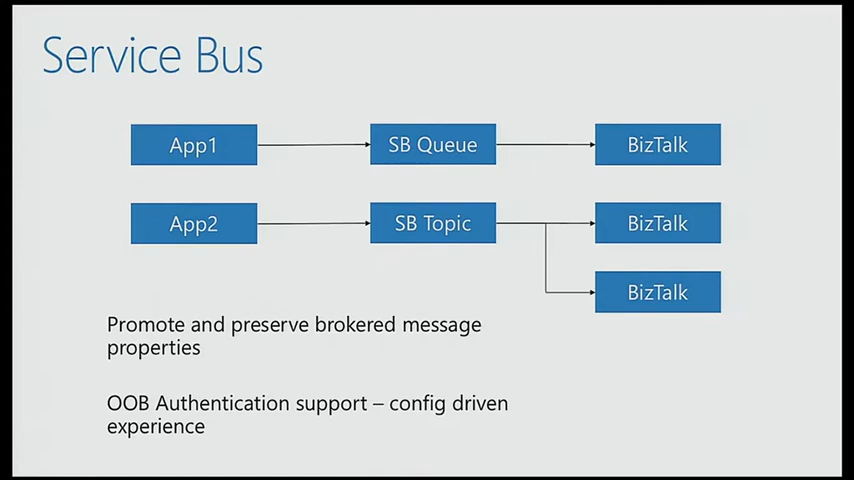 Service Bus
App1
SB Queue
BizTalk
App2
SB Topic
BizTalk
BizTalk
Promote and preserve brokered message
properties
OOB Authentication support – config driven
experience